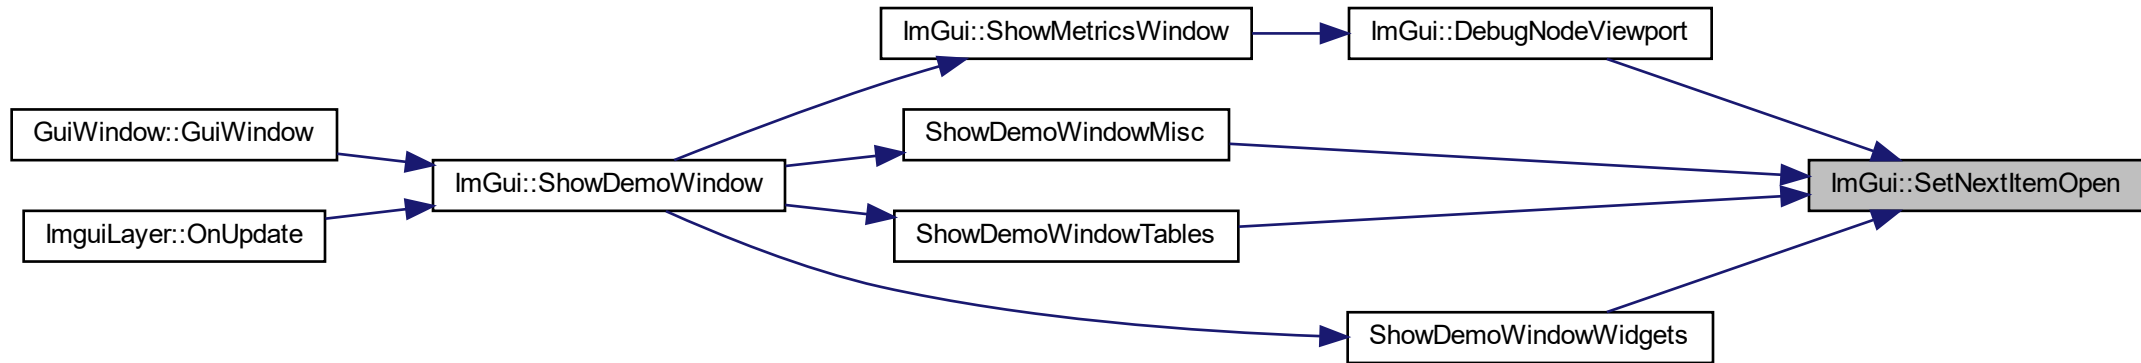 ImGui::ShowMetricsWindow
ImGui::DebugNodeViewport
GuiWindow::GuiWindow
ShowDemoWindowMisc
ImGui::ShowDemoWindow
ImGui::SetNextItemOpen
ImguiLayer::OnUpdate
ShowDemoWindowTables
ShowDemoWindowWidgets